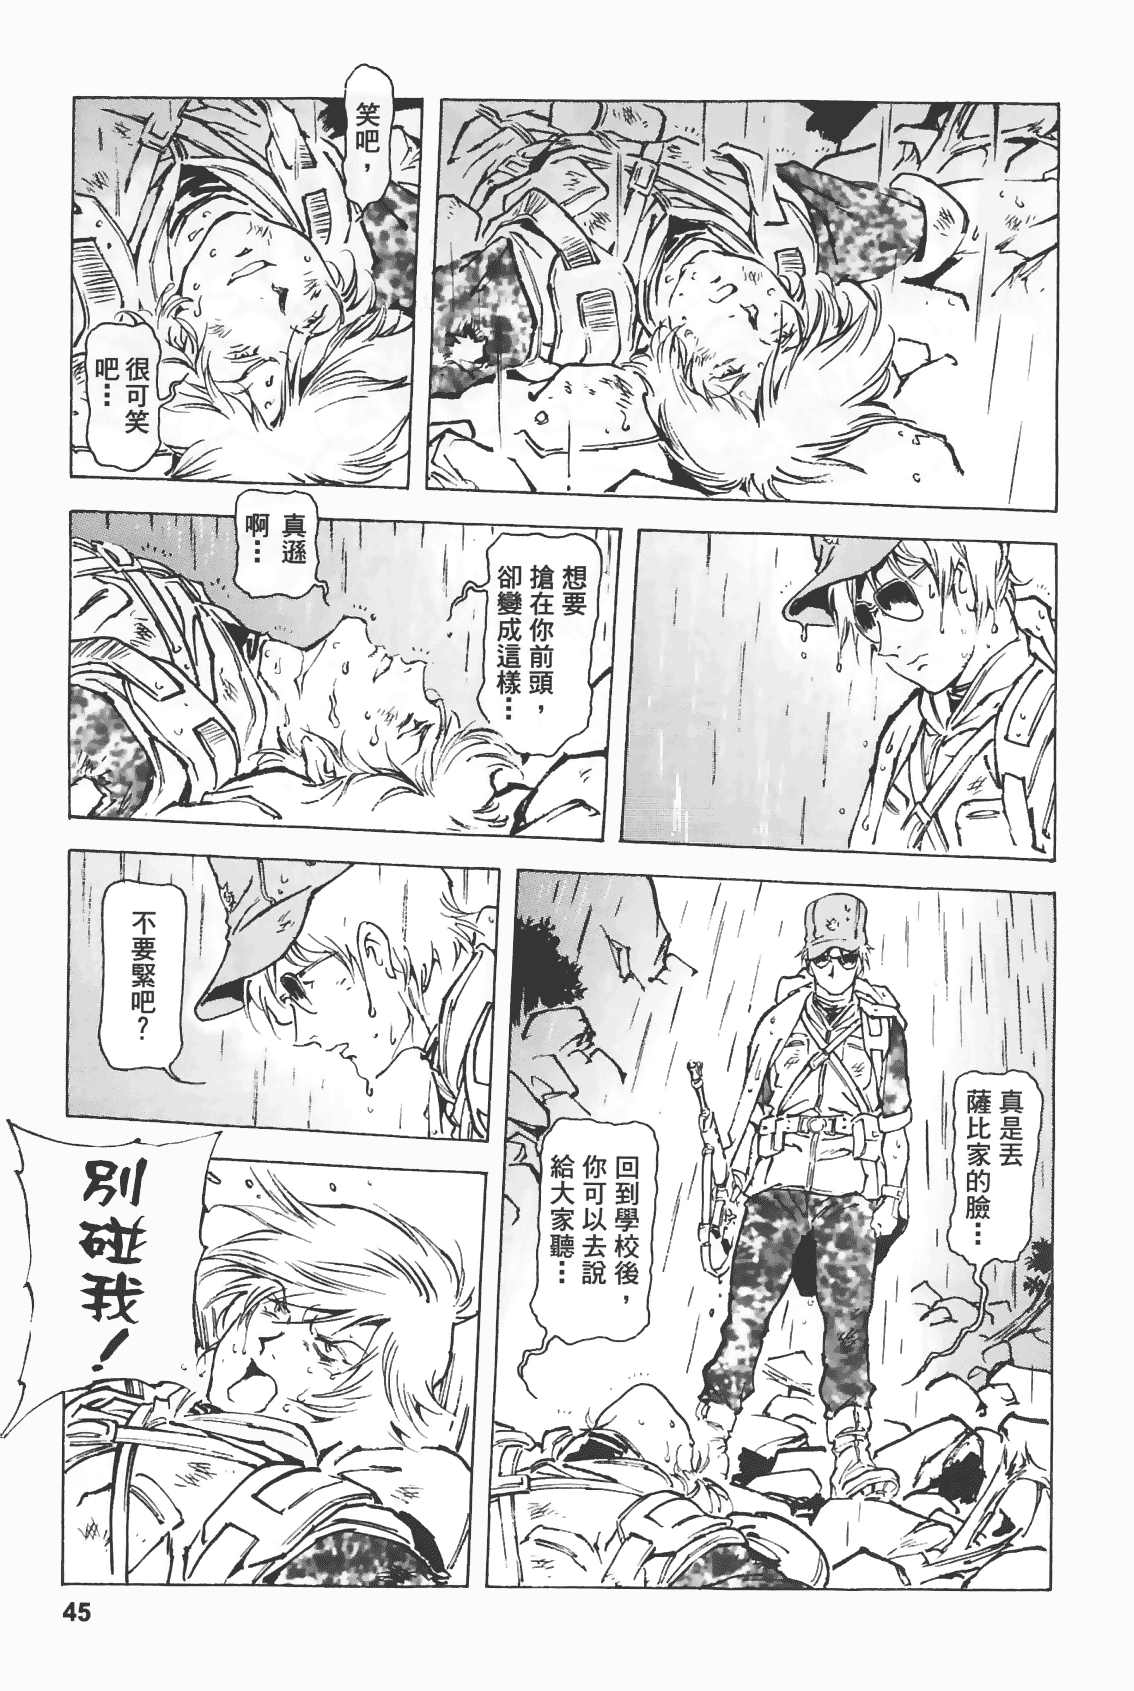 笑吧，
很可笑
吧…
想要
搶在你前頭，
卻變成這樣…
真遜
啊…
真是丟
薩比家的臉…
回到學校後，
你可以去說
給大家聽…
不要緊吧？
別碰我！
45